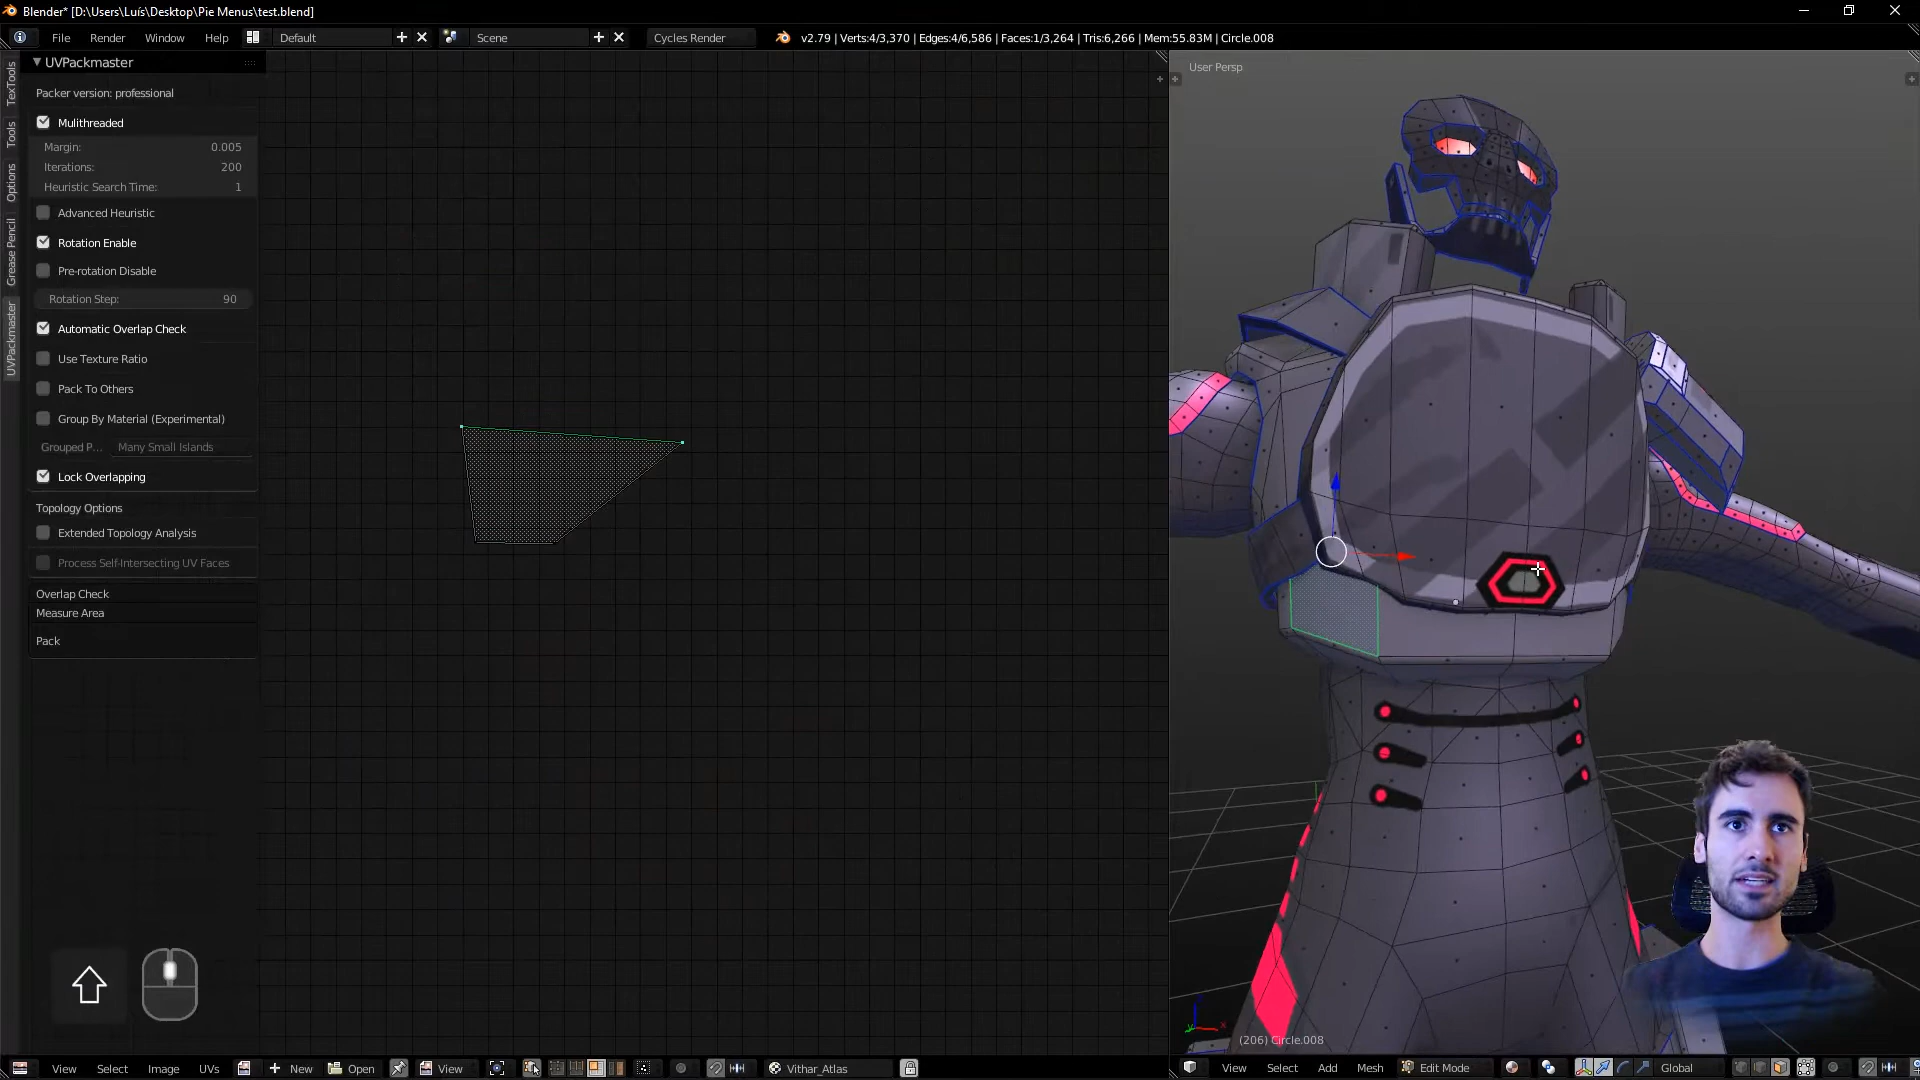 Blender* [D:\Users\Luís\Desktop\Pie Menus\test.blend]
File Render Window Help Default Scene Cycles Render v2.79 | Verts:4/3,370 | Edges:4/6,586 | Faces:1/3,264 | Tris:6,266 | Mem:55.83M | Circle.008
TexTools
Tools
Options
Grease Pencil
UVPackmaster
UVPackmaster
Packer version: professional
Mulithreaded
Margin: 0.005
Iterations: 200
Heuristic Search Time: 1
Advanced Heuristic
Rotation Enable
Pre-rotation Disable
Rotation Step: 90
Automatic Overlap Check
Use Texture Ratio
Pack To Others
Group By Material (Experimental)
Grouped P... Many Small Islands
Lock Overlapping
Topology Options
Extended Topology Analysis
Process Self-Intersecting UV Faces
Overlap Check
Measure Area
Pack
User Persp
(206) Circle.008
View Select Image UVs New Open View Vithar_Atlas
View Select Add Mesh Edit Mode Global